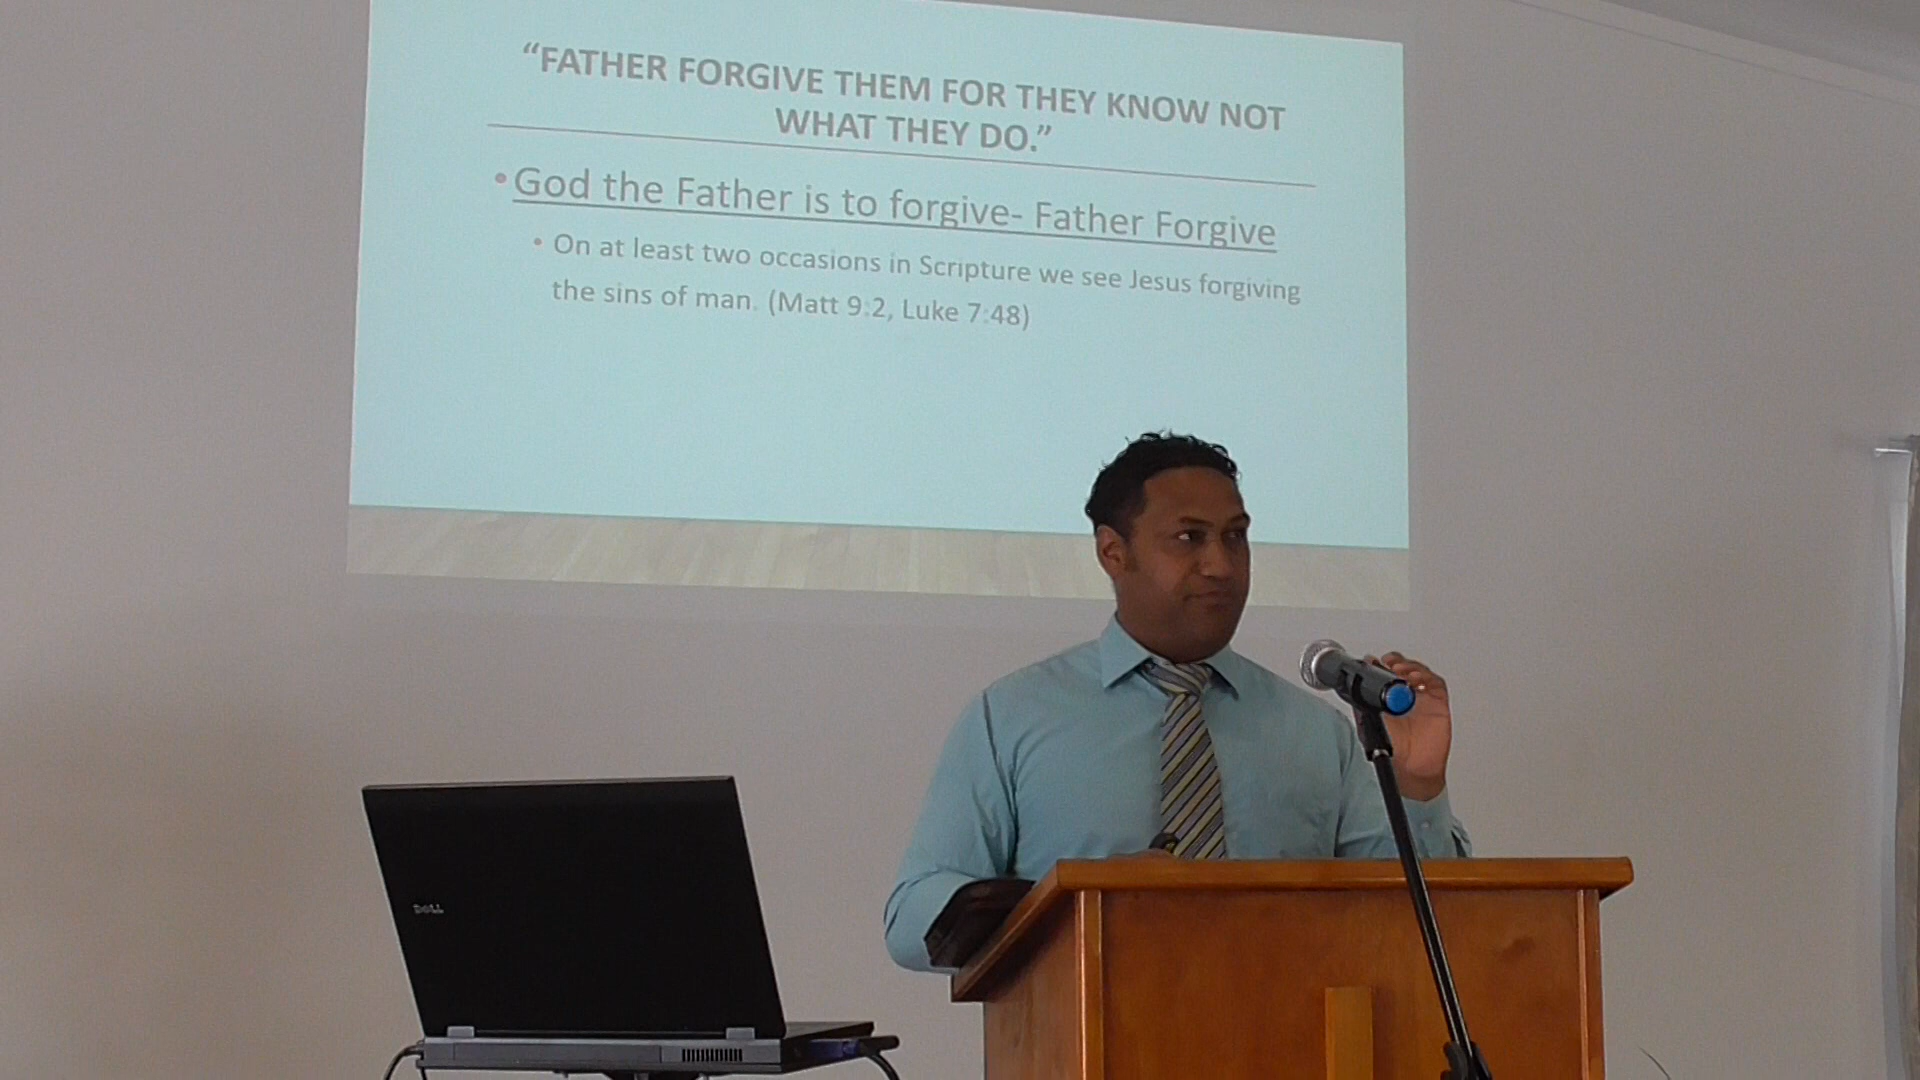 “FATHER FORGIVE THEM FOR THEY KNOW NOT
WHAT THEY DO.”
•God the Father is to forgive- Father Forgive
• On at least two occasions in Scripture we see Jesus forgiving
the sins of man. (Matt 9:2, Luke 7:48)
DELL